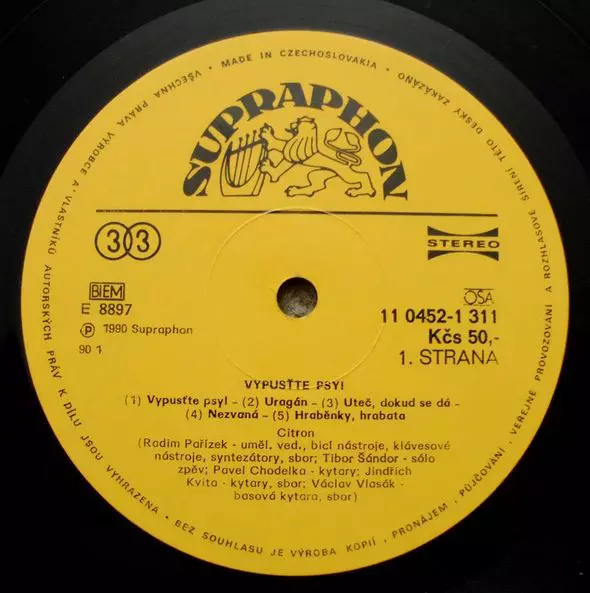 • MADE IN CZECHOSLOVAKIA • VŠECHNA PRÁVA VÝROBCE A VLASTNÍKŮ AUTORSKÝCH PRÁV K DÍLU JSOU VYHRAZENA • BEZ SOUHLASU JE VÝROBA KOPIÍ, PRONÁJEM, PŮJČOVÁNÍ, VEŘEJNÉ PROVOZOVÁNÍ A ROZHLASOVÉ ŠÍŘENÍ TÉTO DESKY ZAKÁZÁNO
SUPRAPHON
33
STEREO
BIEM
E 8897
Ⓟ 1990 Supraphon
90 1
OSA
11 0452-1 311
Kčs 50,-
1. STRANA
VYPUSŤTE PSY!
(1) Vypusťte psy! - (2) Uragán - (3) Uteč, dokud se dá -
(4) Nezvaná - (5) Hraběnky, hrabata
Citron
(Radim Pařízek - uměl. ved., bicí nástroje, klávesové
nástroje, syntezátory, sbor; Tibor Šándor - sólo
zpěv; Pavel Chodelka - kytary; Jindřich
Kvita - kytary, sbor; Václav Vlasák -
basová kytara, sbor)